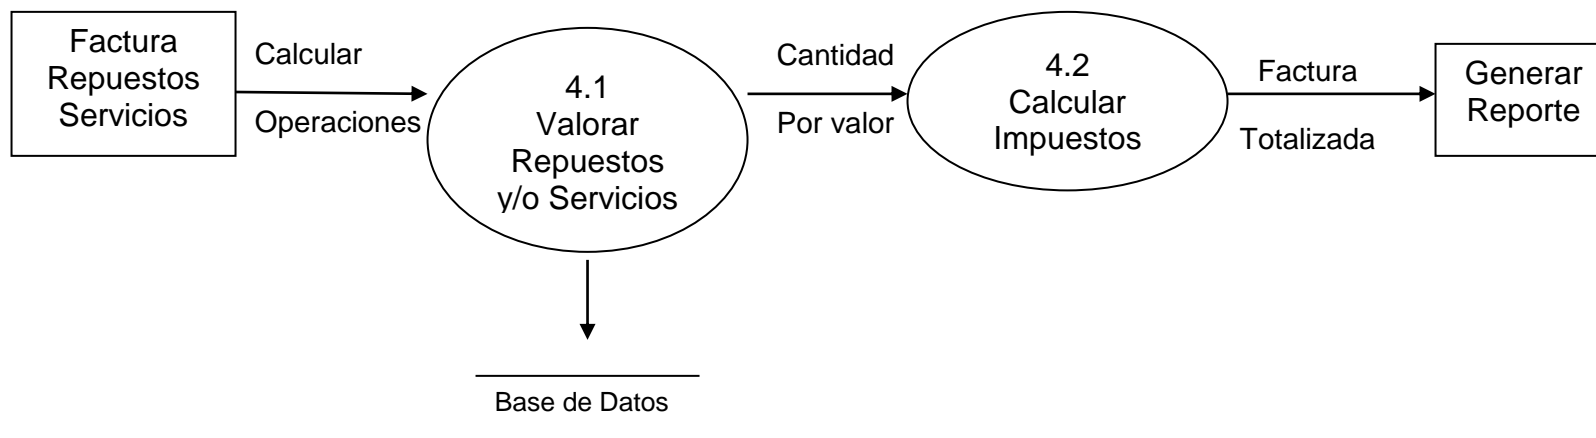 Factura
Repuestos
Servicios
Calcular
Operaciones
4.1
Valorar
Repuestos
y/o Servicios
Cantidad
Por valor
4.2
Calcular
Impuestos
Factura
Totalizada
Generar
Reporte
Base de Datos